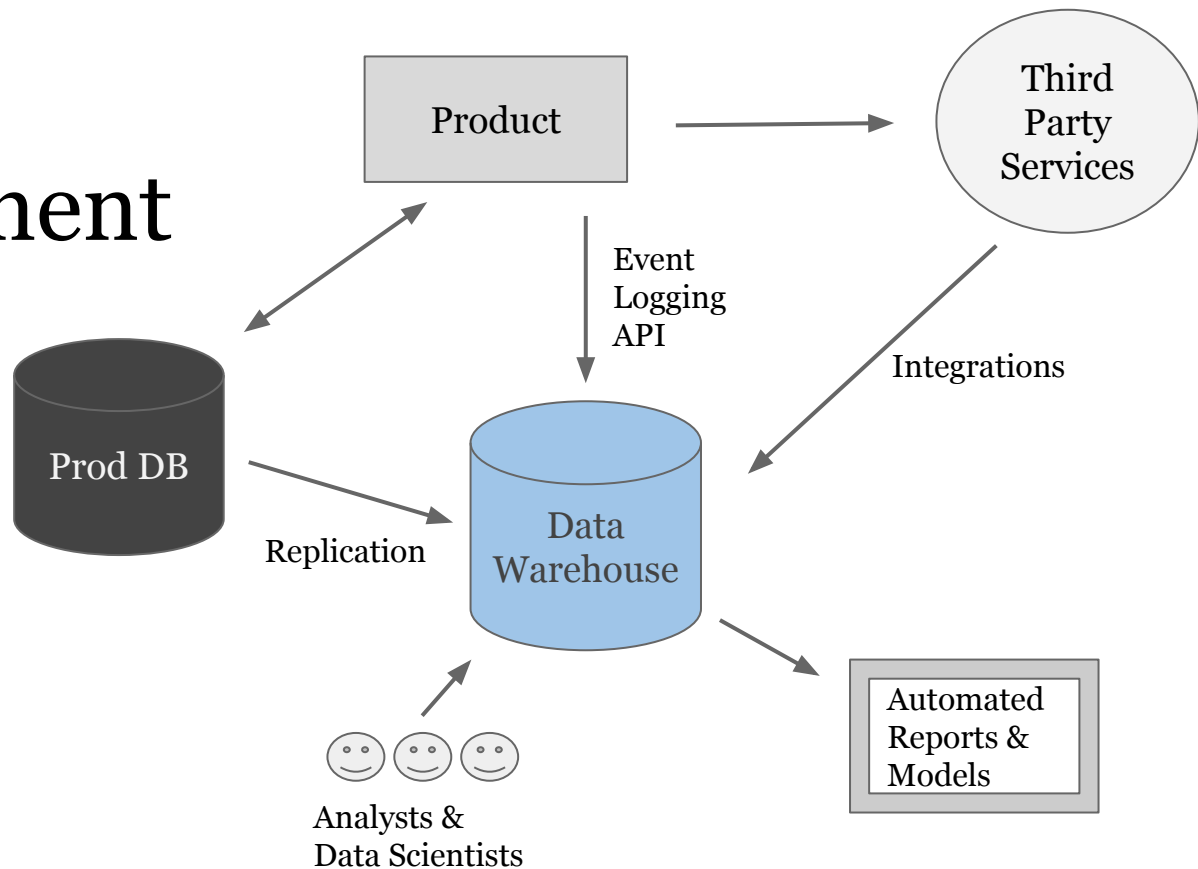 Product
Third
Party
Services
Event
Logging
API
Integrations
Prod DB
Replication
Data
Warehouse
Automated
Reports &
Models
Analysts &
Data Scientists